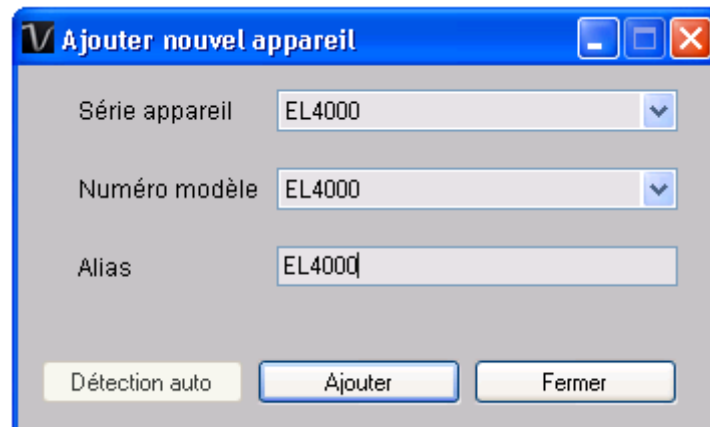 Ajouter nouvel appareil
Série appareil EL4000
Numéro modèle EL4000
Alias EL4000
Détection auto Ajouter Fermer